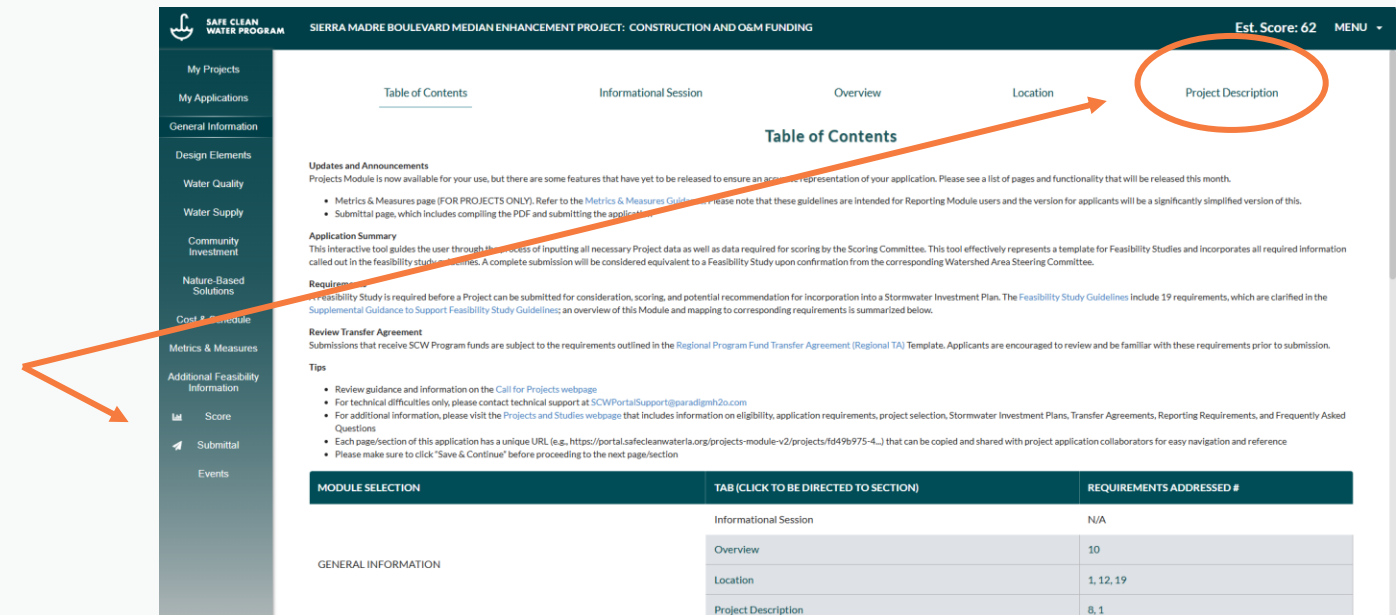 SAFE CLEAN
WATER PROGRAM
SIERRA MADRE BOULEVARD MEDIAN ENHANCEMENT PROJECT: CONSTRUCTION AND O&M FUNDING
Est. Score: 62
MENU
My Projects
My Applications
General Information
Design Elements
Water Quality
Water Supply
Community
Investment
Nature-Based
Solutions
Cost & Schedule
Metrics & Measures
Additional Feasibility
Information
Score
Submittal
Events
Table of Contents
Informational Session
Overview
Location
Project Description
Table of Contents
Updates and Announcements
Projects Module is now available for your use, but there are some features that have yet to be released to ensure an accurate representation of your application. Please see a list of pages and functionality that will be released this month.
• Metrics & Measures page (FOR PROJECTS ONLY). Refer to the Metrics & Measures Guidance. Please note that these guidelines are intended for Reporting Module users and the version for applicants will be a significantly simplified version of this.
• Submittal page, which includes compiling the PDF and submitting the application
Application Summary
This interactive tool guides the user through the process of inputting all necessary Project data as well as data required for scoring by the Scoring Committee. This tool effectively represents a template for Feasibility Studies and incorporates all required information
called out in the feasibility study guidelines. A complete submission will be considered equivalent to a Feasibility Study upon confirmation from the corresponding Watershed Area Steering Committee.
Requirements
A Feasibility Study is required before a Project can be submitted for consideration, scoring, and potential recommendation for incorporation into a Stormwater Investment Plan. The Feasibility Study Guidelines include 19 requirements, which are clarified in the
Supplemental Guidance to Support Feasibility Study Guidelines; an overview of this Module and mapping to corresponding requirements is summarized below.
Review Transfer Agreement
Submissions that receive SCW Program funds are subject to the requirements outlined in the Regional Program Fund Transfer Agreement (Regional TA) Template. Applicants are encouraged to review and be familiar with these requirements prior to submission.
Tips
• Review guidance and information on the Call for Projects webpage
• For technical difficulties only, please contact technical support at SCWPortalSupport@paradigmh2o.com
• For additional information, please visit the Projects and Studies webpage that includes information on eligibility, application requirements, project selection, Stormwater Investment Plans, Transfer Agreements, Reporting Requirements, and Frequently Asked
Questions
• Each page/section of this application has a unique URL (e.g., https://portal.safecleanwaterla.org/projects-module-v2/projects/fd49b975-4...) that can be copied and shared with project application collaborators for easy navigation and reference
• Please make sure to click "Save & Continue" before proceeding to the next page/section
MODULE SELECTION
TAB (CLICK TO BE DIRECTED TO SECTION)
REQUIREMENTS ADDRESSED #
GENERAL INFORMATION
Informational Session
N/A
Overview
10
Location
1, 12, 19
Project Description
8, 1